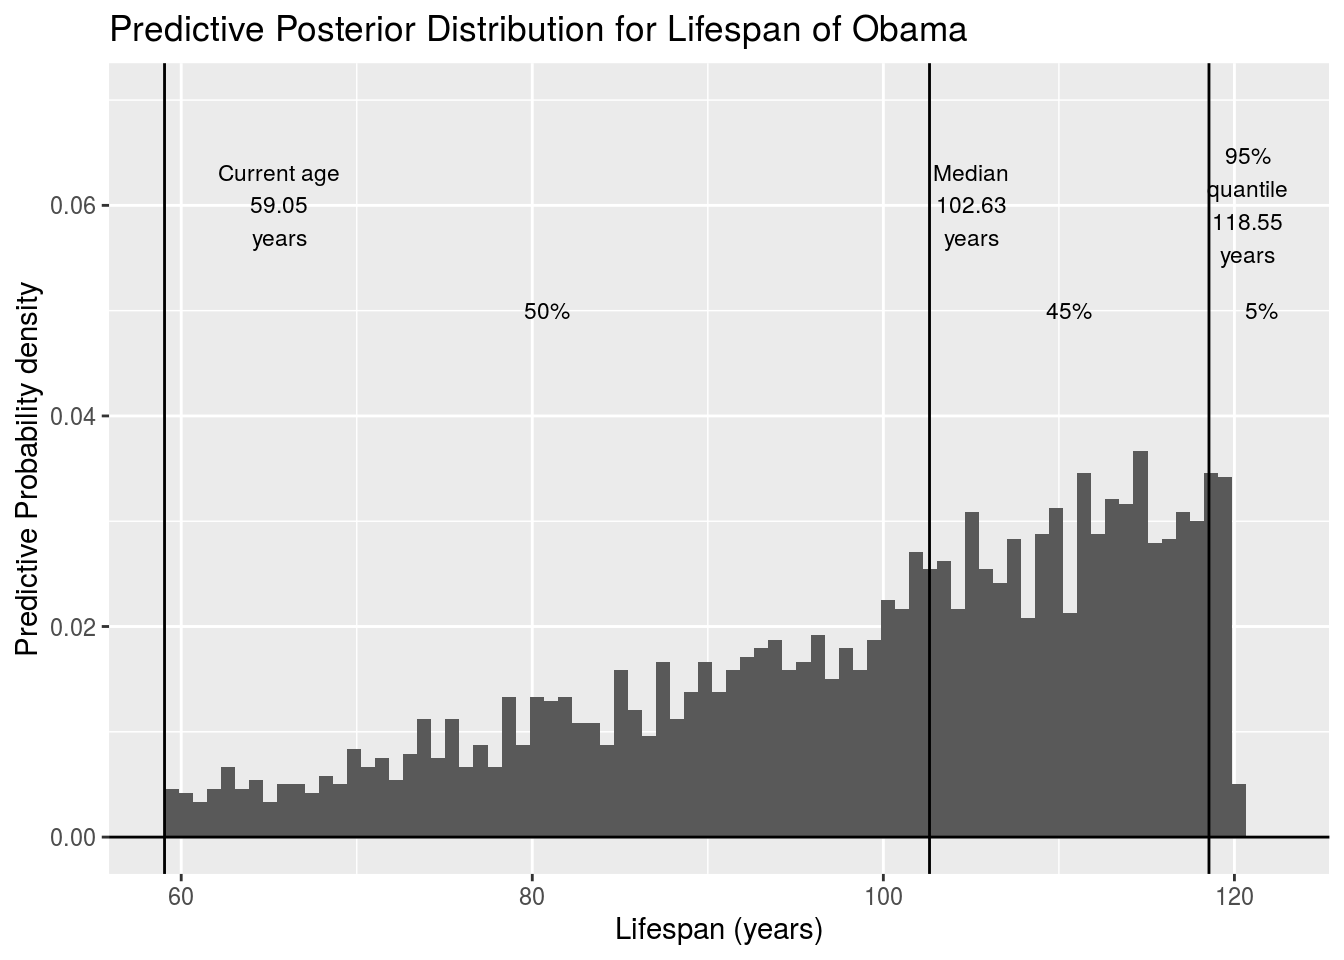 Predictive Posterior Distribution for Lifespan of Obama
95%
Current age
Median
quantile
0.06
59.05
102.63
118.55
years
years
years
50%
45%
5%
0.04
0.02
0.00
Predictive Probability density
60
80
100
120
Lifespan (years)